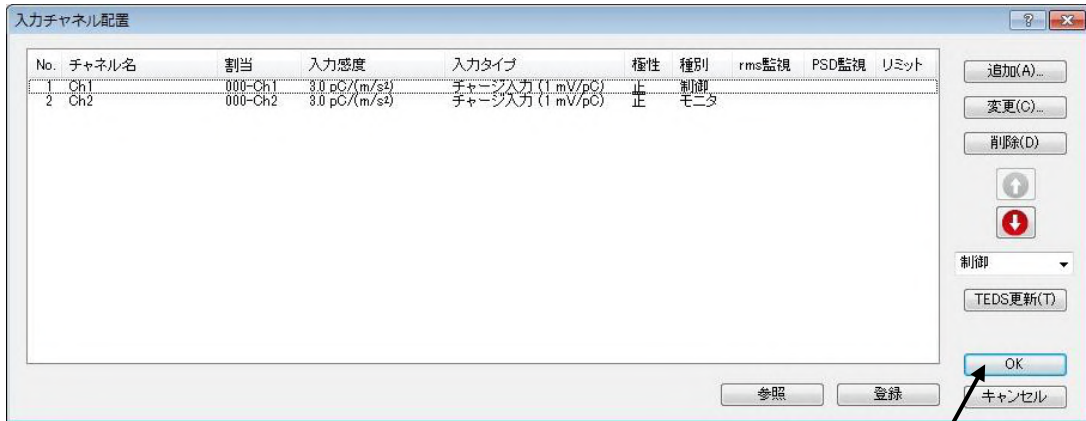 入力チャネル配置
No. チャネル名 割当 入力感度 入力タイプ 極性 種別 rms監視 PSD監視 リミット
1 Ch1 000-Ch1 3.0 pC/(m/s²) チャージ入力 (1 mV/pC) 正 制御
2 Ch2 000-Ch2 3.0 pC/(m/s²) チャージ入力 (1 mV/pC) 正 モニタ
追加(A)...
変更(C)...
削除(D)
制御
TEDS更新(T)
OK
参照 登録 キャンセル